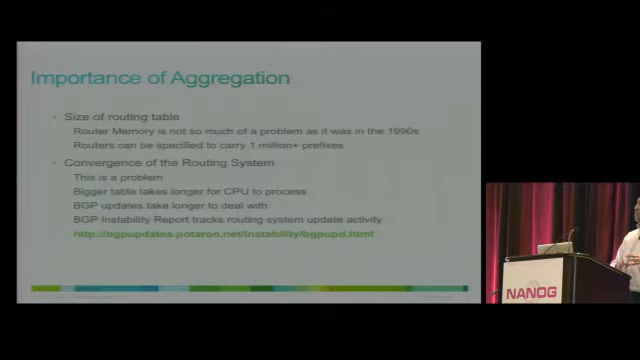 Importance of Aggregation
· Size of routing table
Router Memory is not so much of a problem as it was in the 1990s
Routers can be specified to carry 1 million+ prefixes
· Convergence of the Routing System
This is a problem
Bigger table takes longer for CPU to process
BGP updates take longer to deal with
BGP Instability Report tracks routing system update activity
http://bgpupdates.potaroo.net/instability/bgpupd.html
NANOG